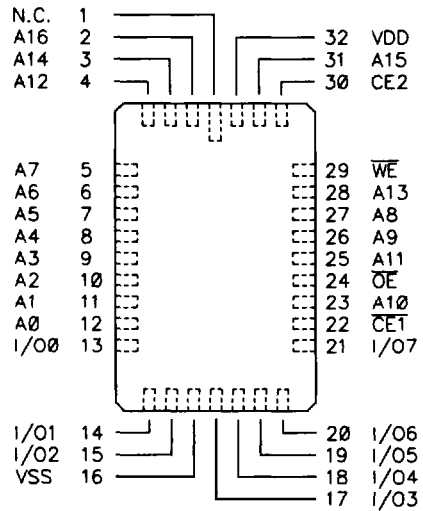 N.C. 1
A16 2
A14 3
A12 4
32 VDD
31 A15
30 CE2
A7 5
A6 6
A5 7
A4 8
A3 9
A2 10
A1 11
A0 12
I/O0 13
29 WE
28 A13
27 A8
26 A9
25 A11
24 OE
23 A10
22 CE1
21 I/O7
I/O1 14
I/O2 15
VSS 16
20 I/O6
19 I/O5
18 I/O4
17 I/O3